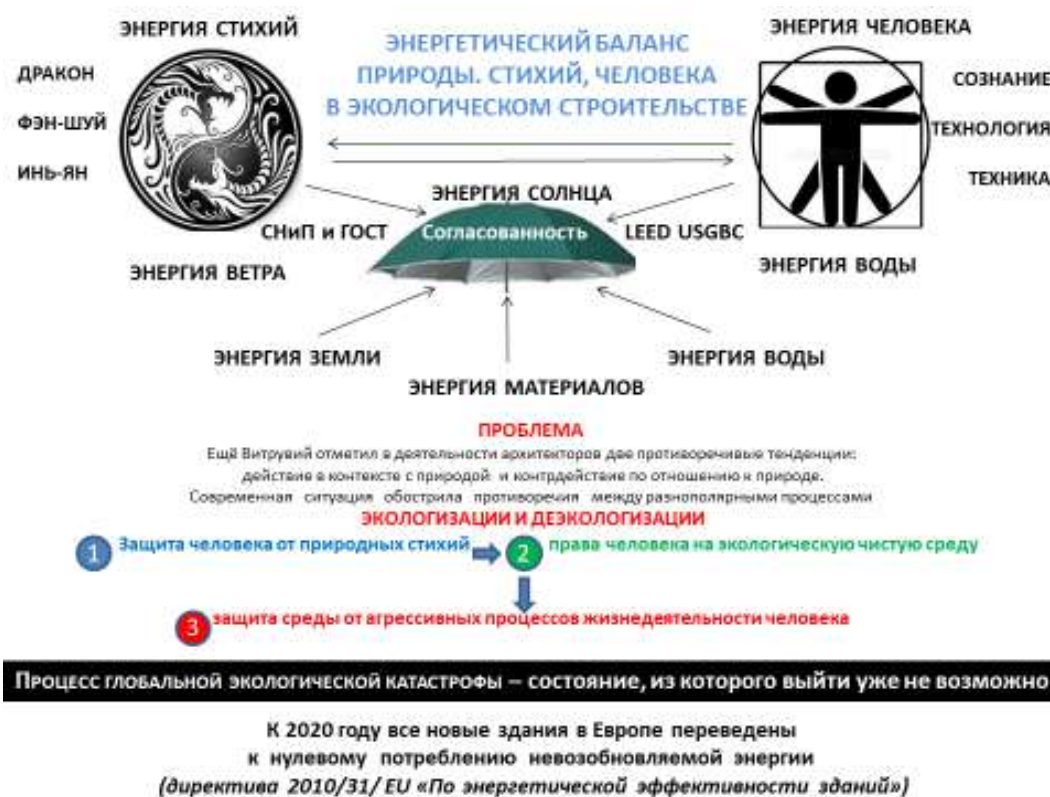 ЭНЕРГИЯ СТИХИЙ
ДРАКОН
ФЭН-ШУЙ
ИНЬ-ЯН
ЭНЕРГЕТИЧЕСКИЙ БАЛАНС
ПРИРОДЫ. СТИХИЙ, ЧЕЛОВЕКА
В ЭКОЛОГИЧЕСКОМ СТРОИТЕЛЬСТВЕ
ЭНЕРГИЯ ЧЕЛОВЕКА
СОЗНАНИЕ
ТЕХНОЛОГИЯ
ТЕХНИКА
ЭНЕРГИЯ СОЛНЦА
СНиП и ГОСТ
Согласованность
LEED USGBC
ЭНЕРГИЯ ВЕТРА
ЭНЕРГИЯ ВОДЫ
ЭНЕРГИЯ ЗЕМЛИ
ЭНЕРГИЯ ВОДЫ
ЭНЕРГИЯ МАТЕРИАЛОВ
ПРОБЛЕМА
Ещё Витрувий отметил в деятельности архитекторов две противоречивые тенденции:
действие в контексте с природой и контрдействие по отношению к природе.
Современная ситуация обострила противоречия между разнополярными процессами
ЭКОЛОГИЗАЦИИ И ДЕЭКОЛОГИЗАЦИИ
1 Защита человека от природных стихий 2 права человека на экологическую чистую среду
3 защита среды от агрессивных процессов жизнедеятельности человека
ПРОЦЕСС ГЛОБАЛЬНОЙ ЭКОЛОГИЧЕСКОЙ КАТАСТРОФЫ – СОСТОЯНИЕ, ИЗ КОТОРОГО ВЫЙТИ УЖЕ НЕ ВОЗМОЖНО
К 2020 году все новые здания в Европе переведены
к нулевому потреблению невозобновляемой энергии
(директива 2010/31/ EU «По энергетической эффективности зданий»)